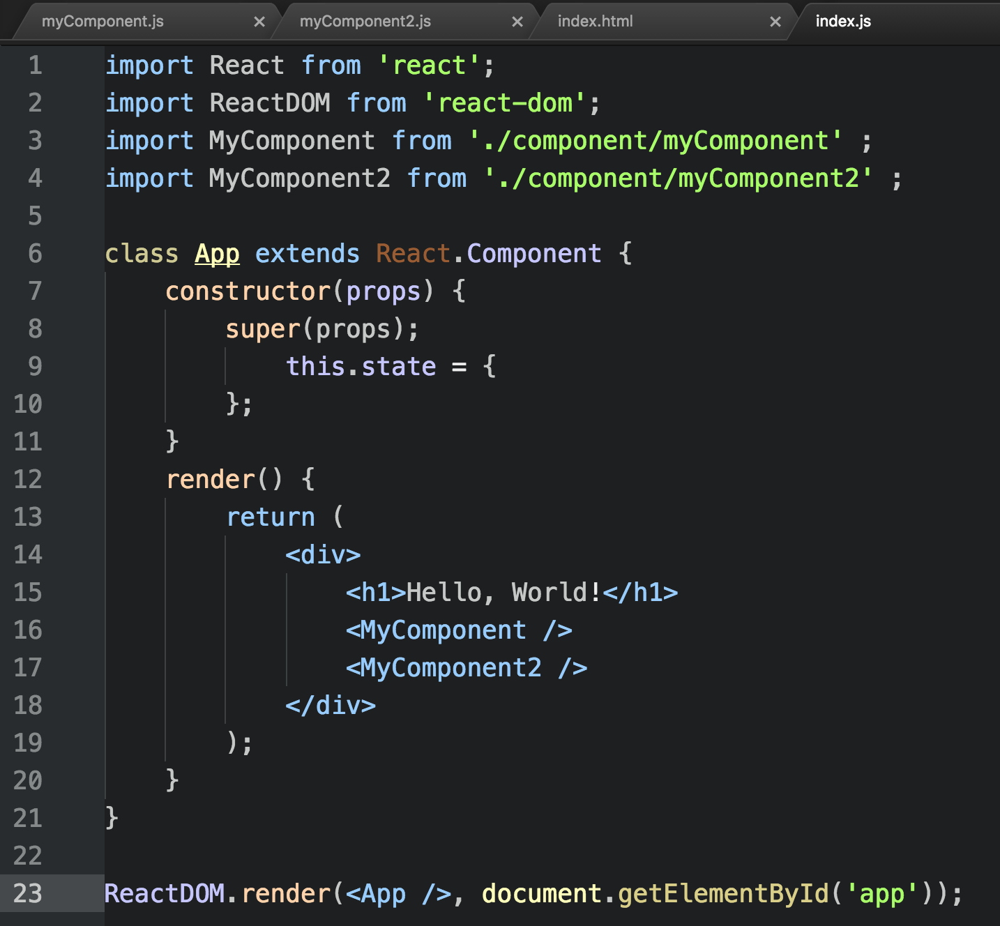 myComponent.js × myComponent2.js × index.html × index.js
1 import React from 'react';
2 import ReactDOM from 'react-dom';
3 import MyComponent from './component/myComponent' ;
4 import MyComponent2 from './component/myComponent2' ;
5
6 class App extends React.Component {
7     constructor(props) {
8         super(props);
9             this.state = {
10         };
11     }
12     render() {
13         return (
14             <div>
15                 <h1>Hello, World!</h1>
16                 <MyComponent />
17                 <MyComponent2 />
18             </div>
19         );
20     }
21 }
22
23 ReactDOM.render(<App />, document.getElementById('app'));